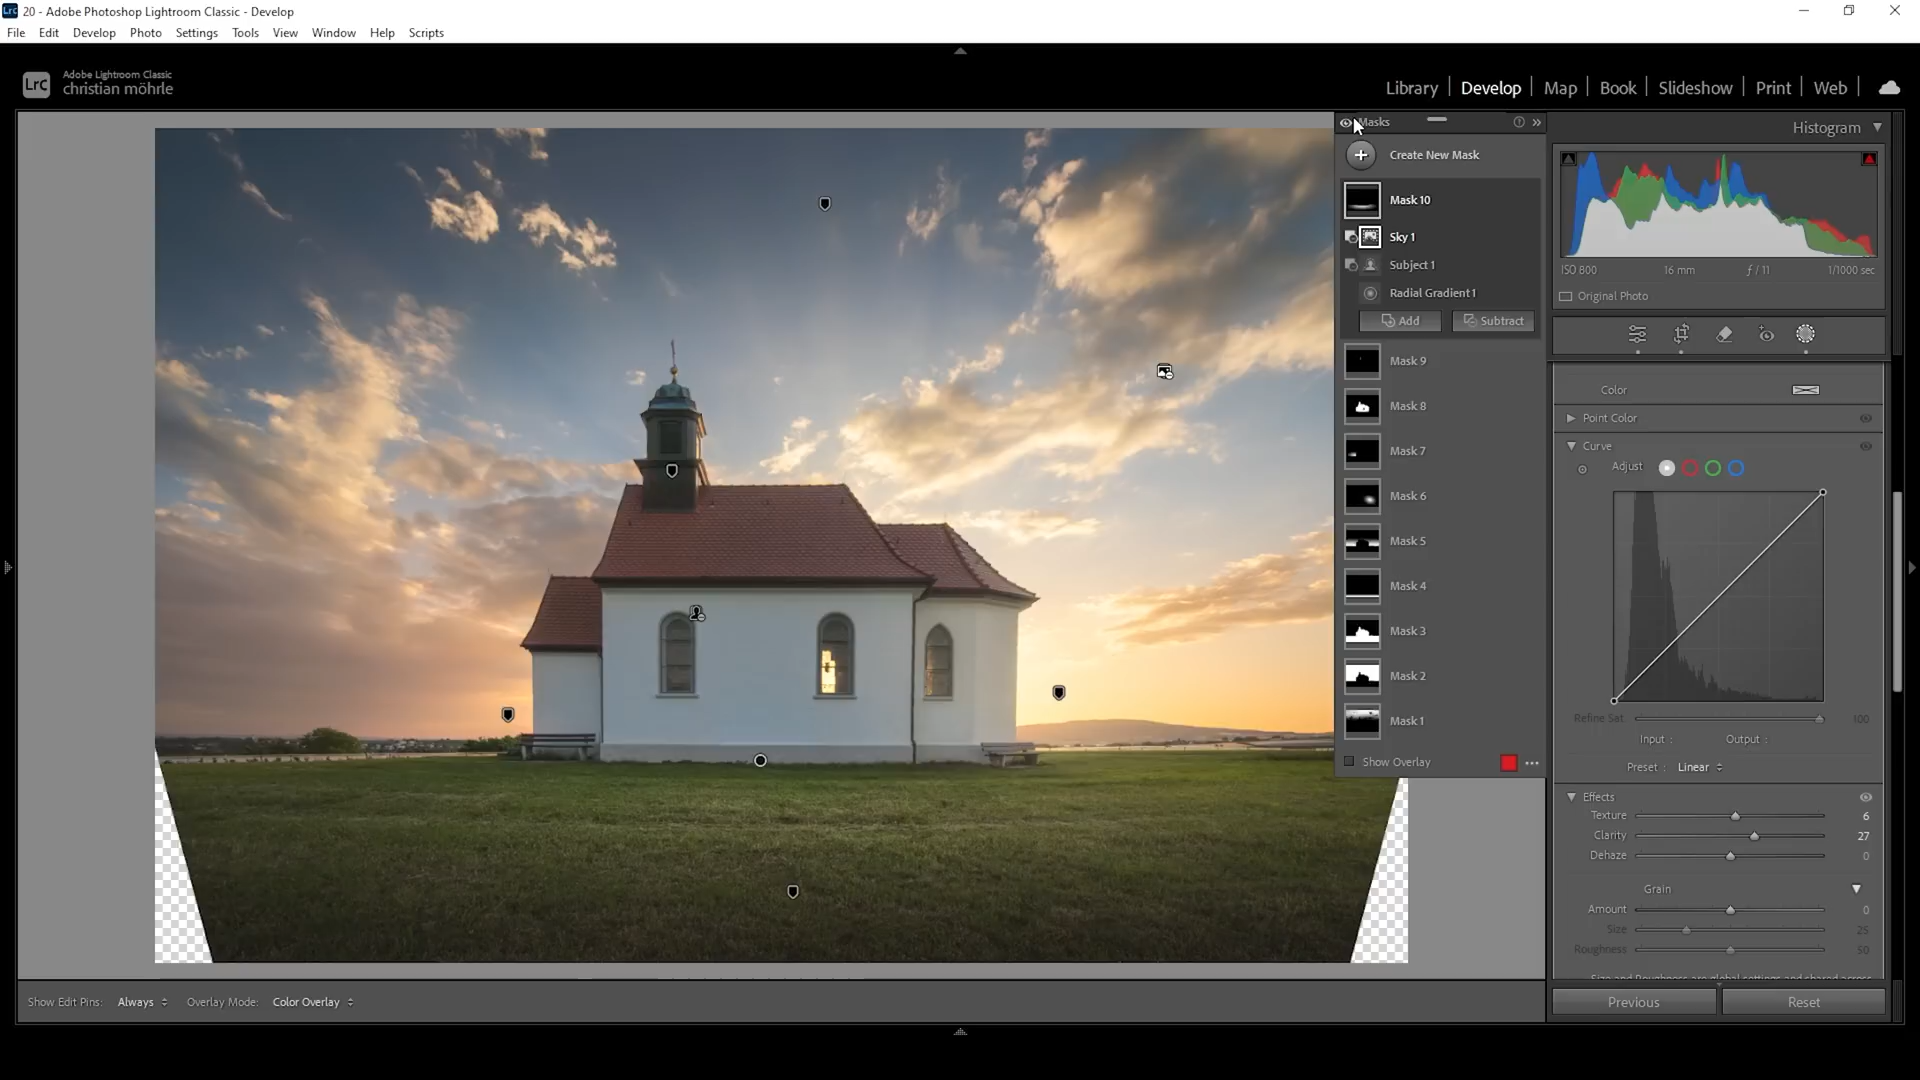 20 - Adobe Photoshop Lightroom Classic - Develop
File Edit Develop Photo Settings Tools View Window Help Scripts
Lrc
Adobe Lightroom Classic
christian möhrle
Library Develop Map Book Slideshow Print Web
Masks
Create New Mask
Mask 10
Sky 1
Subject 1
Radial Gradient 1
Add Subtract
Mask 9
Mask 8
Mask 7
Mask 6
Mask 5
Mask 4
Mask 3
Mask 2
Mask 1
Show Overlay
Histogram
ISO 800 16 mm ƒ / 11 1/1000 sec
Original Photo
Color
Point Color
Curve
Adjust
Refine Sat. 100
Input : Output :
Preset : Linear
Effects
Texture 6
Clarity 27
Dehaze 0
Grain
Amount 0
Size 25
Roughness 50
Size and Roughness are global settings and shared across
Previous Reset
Show Edit Pins: Always Overlay Mode: Color Overlay